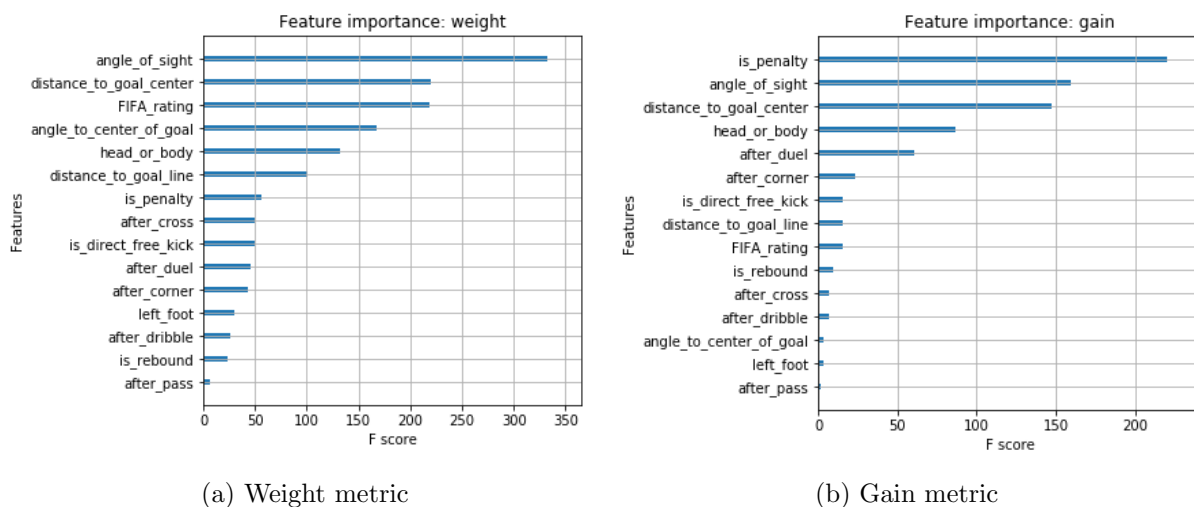 Feature importance: weight
angle_of_sight
distance_to_goal_center
FIFA_rating
angle_to_center_of_goal
head_or_body
distance_to_goal_line
is_penalty
after_cross
is_direct_free_kick
after_duel
after_corner
left_foot
after_dribble
is_rebound
after_pass
Features
0 50 100 150 200 250 300 350
F score
(a) Weight metric
Feature importance: gain
is_penalty
angle_of_sight
distance_to_goal_center
head_or_body
after_duel
after_corner
is_direct_free_kick
distance_to_goal_line
FIFA_rating
is_rebound
after_cross
after_dribble
angle_to_center_of_goal
left_foot
after_pass
Features
0 50 100 150 200
F score
(b) Gain metric